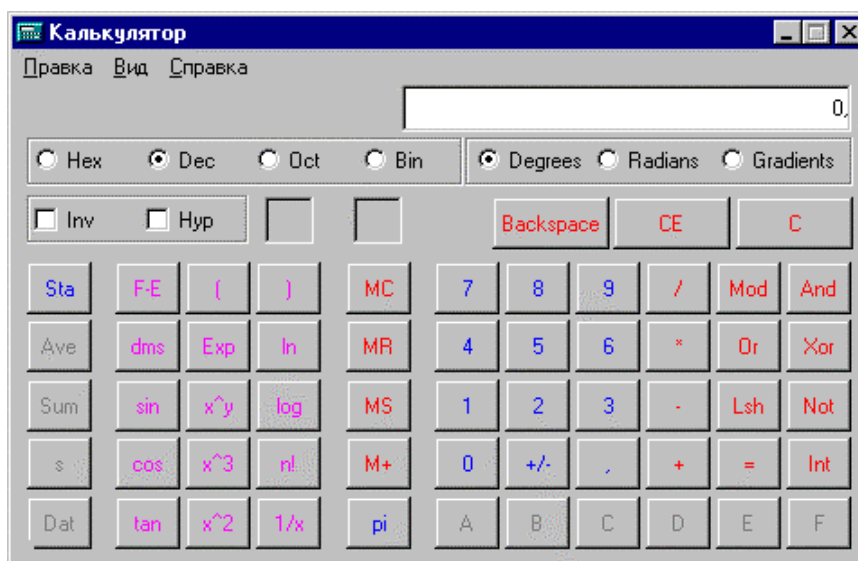 Калькулятор
Правка Вид Справка
0,
Hex Dec Oct Bin Degrees Radians Gradients
Inv Hyp Backspace CE C
Sta F-E ( ) MC 7 8 9 / Mod And
Ave dms Exp ln MR 4 5 6 * Or Xor
Sum sin x^y log MS 1 2 3 - Lsh Not
s cos x^3 n! M+ 0 +/- , + = Int
Dat tan x^2 1/x pi A B C D E F